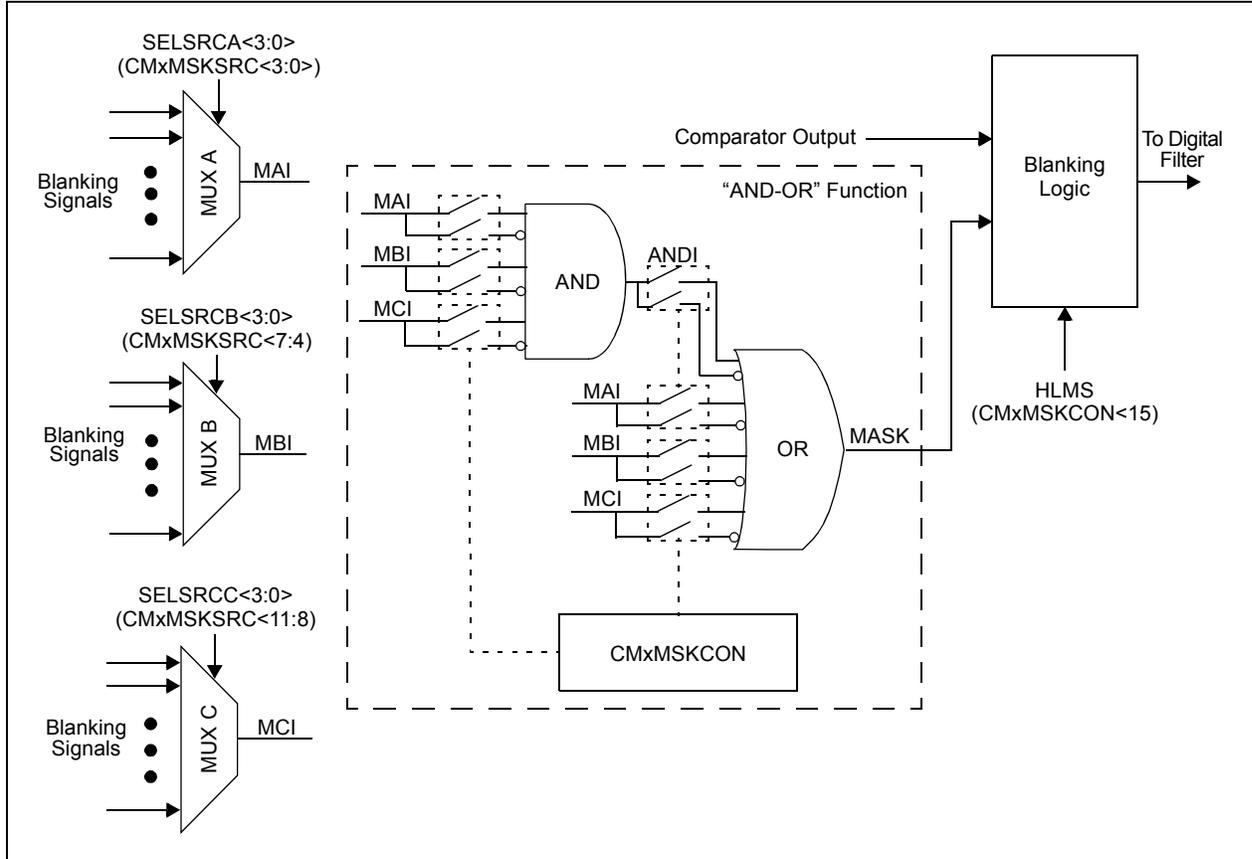 SELSRCA<3:0>
(CMxMSKSRC<3:0>)
Blanking
Signals
MUX A
MAI
SELSRCB<3:0>
(CMxMSKSRC<7:4)
Blanking
Signals
MUX B
MBI
SELSRCC<3:0>
(CMxMSKSRC<11:8)
Blanking
Signals
MUX C
MCI
“AND-OR” Function
MAI
MBI
MCI
AND
ANDI
MAI
MBI
MCI
OR
MASK
CMxMSKCON
Comparator Output
Blanking
Logic
To Digital
Filter
HLMS
(CMxMSKCON<15)